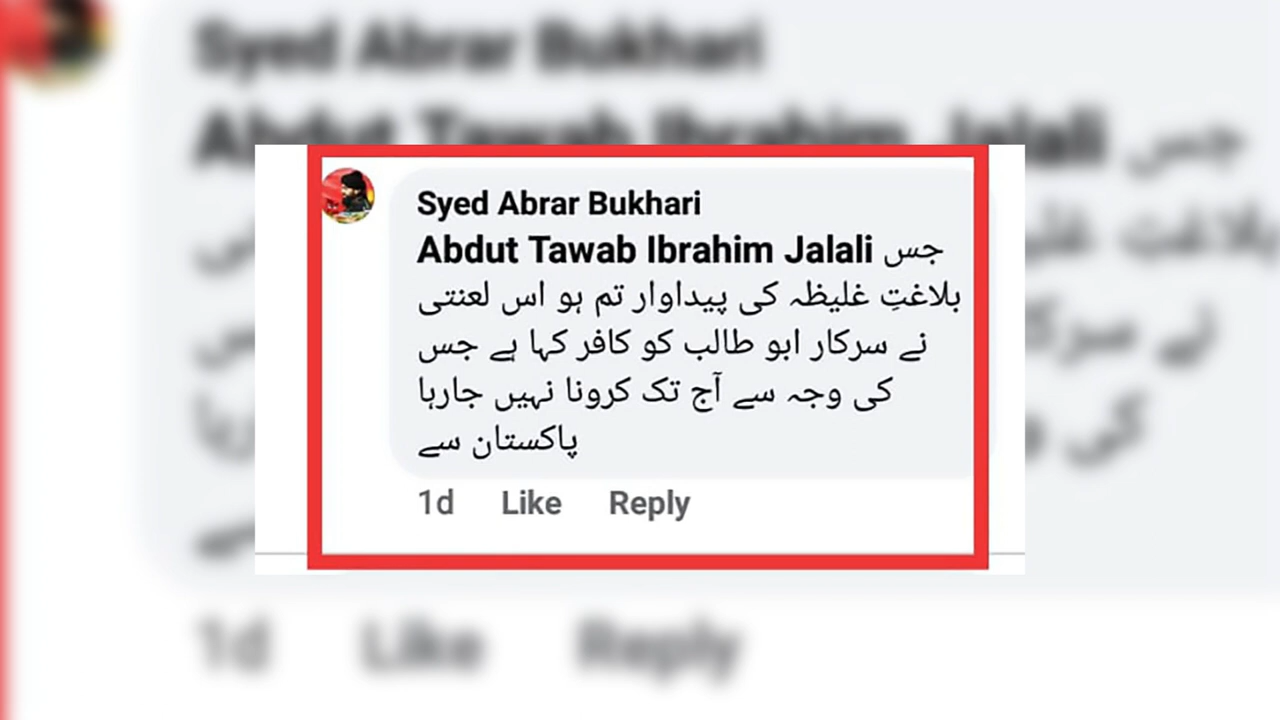 Syed Abrar Bukhari
Abdut Tawab Ibrahim Jalali جس
بلاغتِ غلیظہ کی پیداوار تم ہو اس لعنتی
نے سرکار ابو طالب کو کافر کہا ہے جس
کی وجہ سے آج تک کرونا نہیں جارہا
پاکستان سے
1d Like Reply